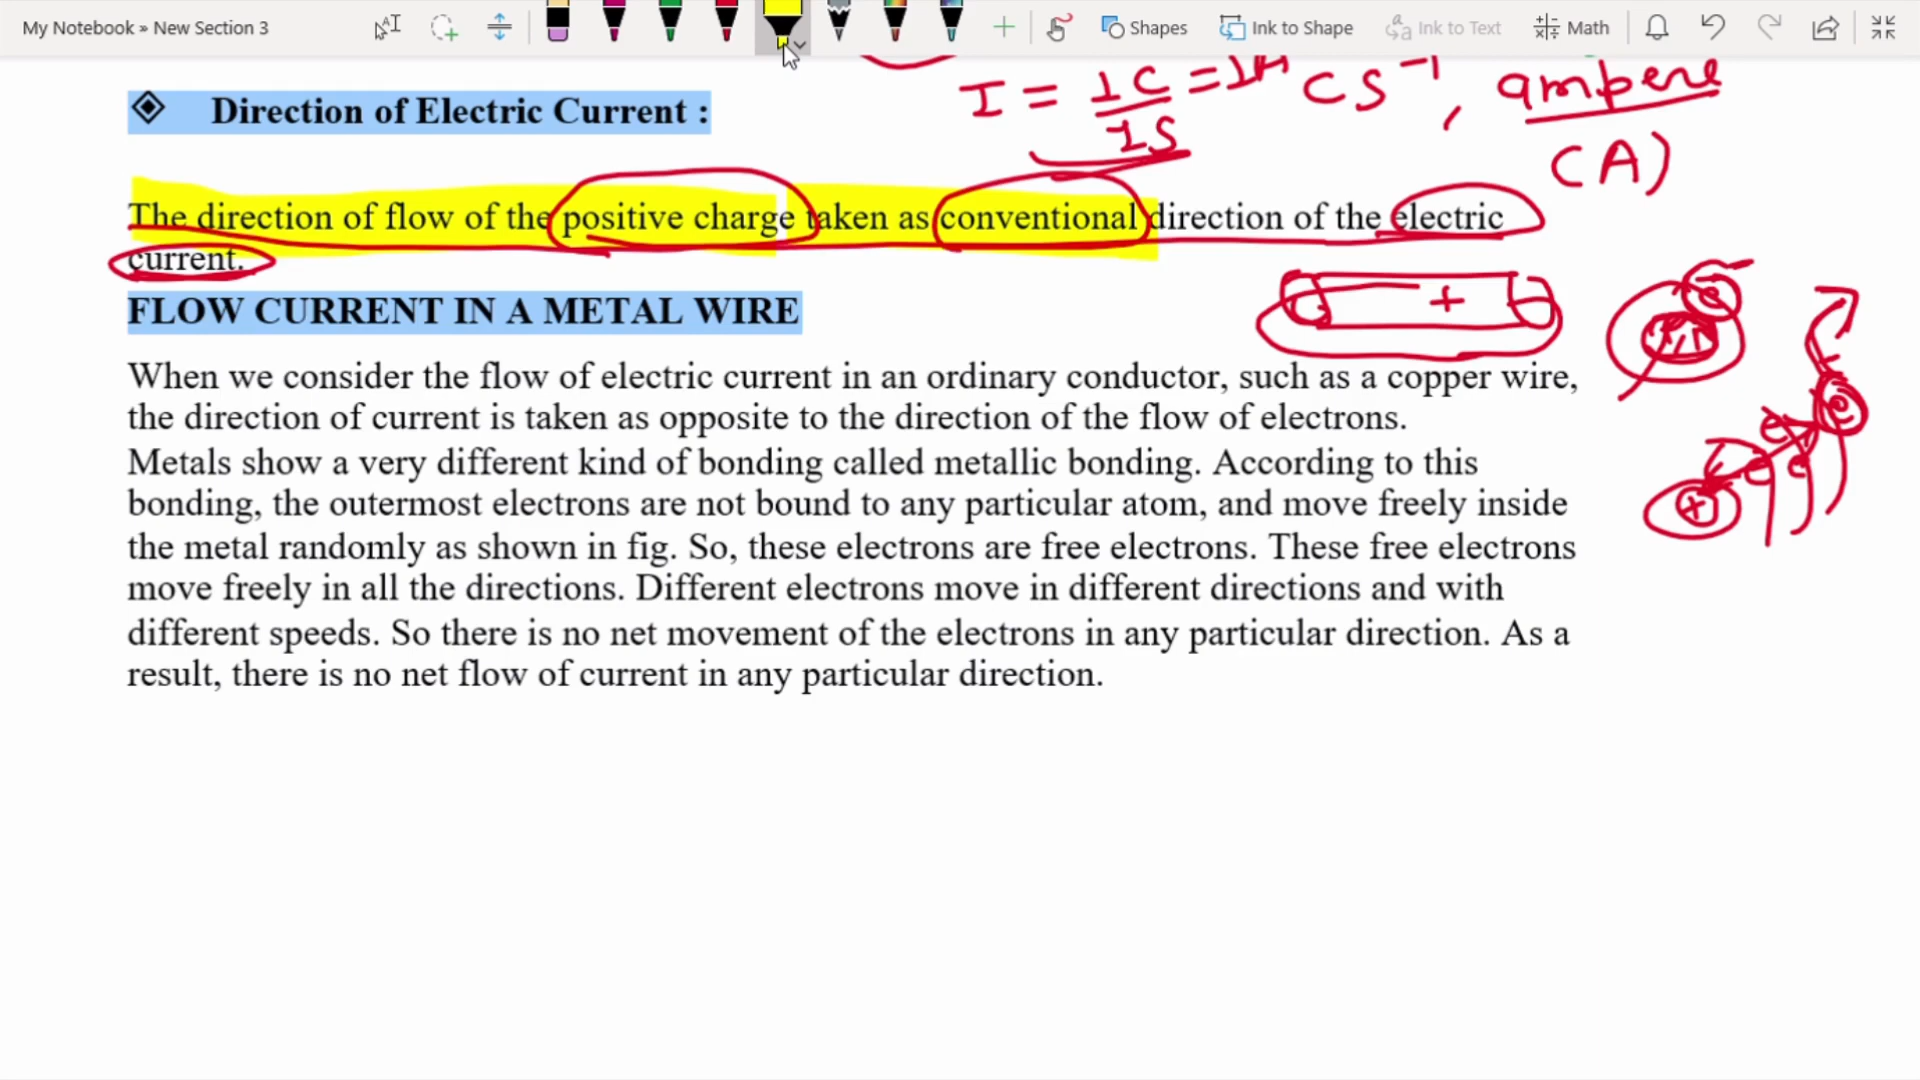 My Notebook » New Section 3
Shapes
Ink to Shape
Ink to Text
Math
I = 1C/1S = 1A CS⁻¹, ampere
(A)
Direction of Electric Current :
The direction of flow of the positive charge taken as conventional direction of the electric
current.
+
FLOW CURRENT IN A METAL WIRE
When we consider the flow of electric current in an ordinary conductor, such as a copper wire,
the direction of current is taken as opposite to the direction of the flow of electrons.
Metals show a very different kind of bonding called metallic bonding. According to this
bonding, the outermost electrons are not bound to any particular atom, and move freely inside
the metal randomly as shown in fig. So, these electrons are free electrons. These free electrons
move freely in all the directions. Different electrons move in different directions and with
different speeds. So there is no net movement of the electrons in any particular direction. As a
result, there is no net flow of current in any particular direction.